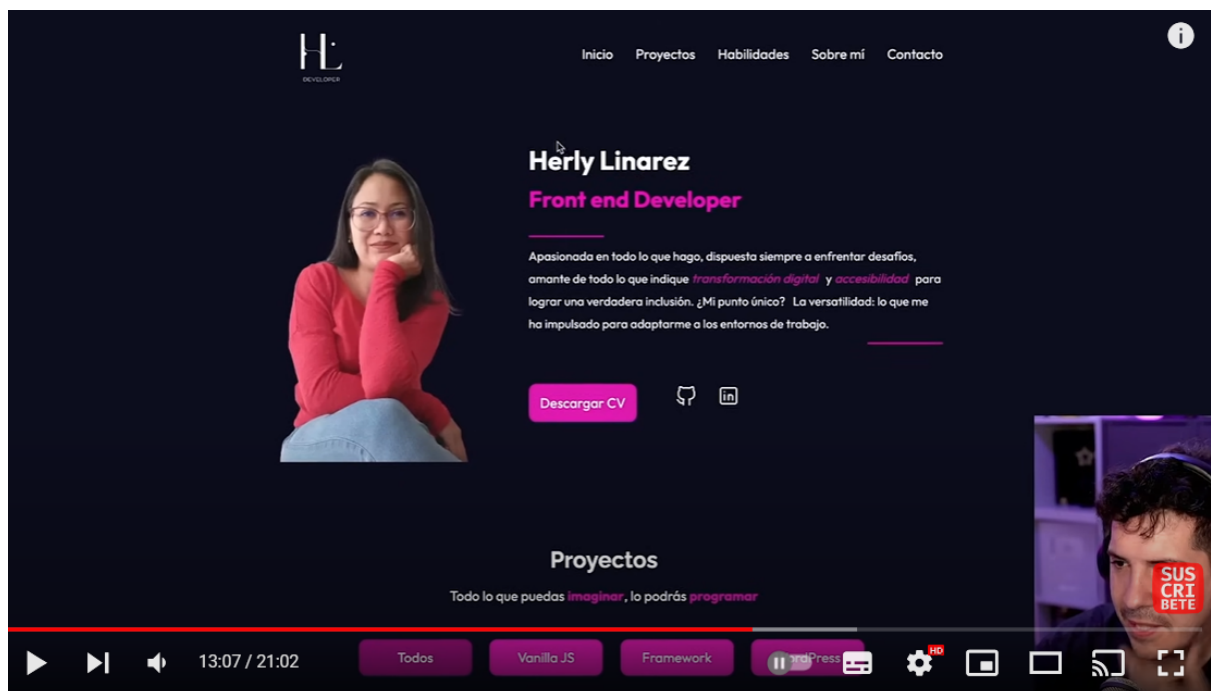 HL
DEVELOPER
Inicio Proyectos Habilidades Sobre mí Contacto
Herly Linarez
Front end Developer
Apasionada en todo lo que hago, dispuesta siempre a enfrentar desafíos,
amante de todo lo que indique transformación digital y accesibilidad para
lograr una verdadera inclusión. ¿Mi punto único? La versatilidad: lo que me
ha impulsado para adaptarme a los entornos de trabajo.
Descargar CV
in
Proyectos
Todo lo que puedas imaginar, lo podrás programar
SUS
CRI
BETE
13:07 / 21:02
Todos
Vanilla JS
Framework
HD